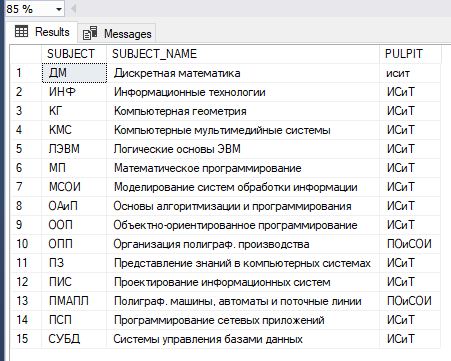 85 %
Results Messages
SUBJECT SUBJECT_NAME PULPIT
1 ДМ Дискретная математика исит
2 ИНФ Информационные технологии ИСиТ
3 КГ Компьютерная геометрия ИСиТ
4 КМС Компьютерные мультимедийные системы ИСиТ
5 ЛЭВМ Логические основы ЭВМ ИСиТ
6 МП Математическое программирование ИСиТ
7 МСОИ Моделирование систем обработки информации ИСиТ
8 ОАиП Основы алгоритмизации и программирования ИСиТ
9 ООП Объектно-ориентированное программирование ИСиТ
10 ОПП Организация полиграф. производства ПОиСОИ
11 ПЗ Представление знаний в компьютерных системах ИСиТ
12 ПИС Проектирование информационных систем ИСиТ
13 ПМАПЛ Полиграф. машины, автоматы и поточные линии ПОиСОИ
14 ПСП Программирование сетевых приложений ИСиТ
15 СУБД Системы управления базами данных ИСиТ